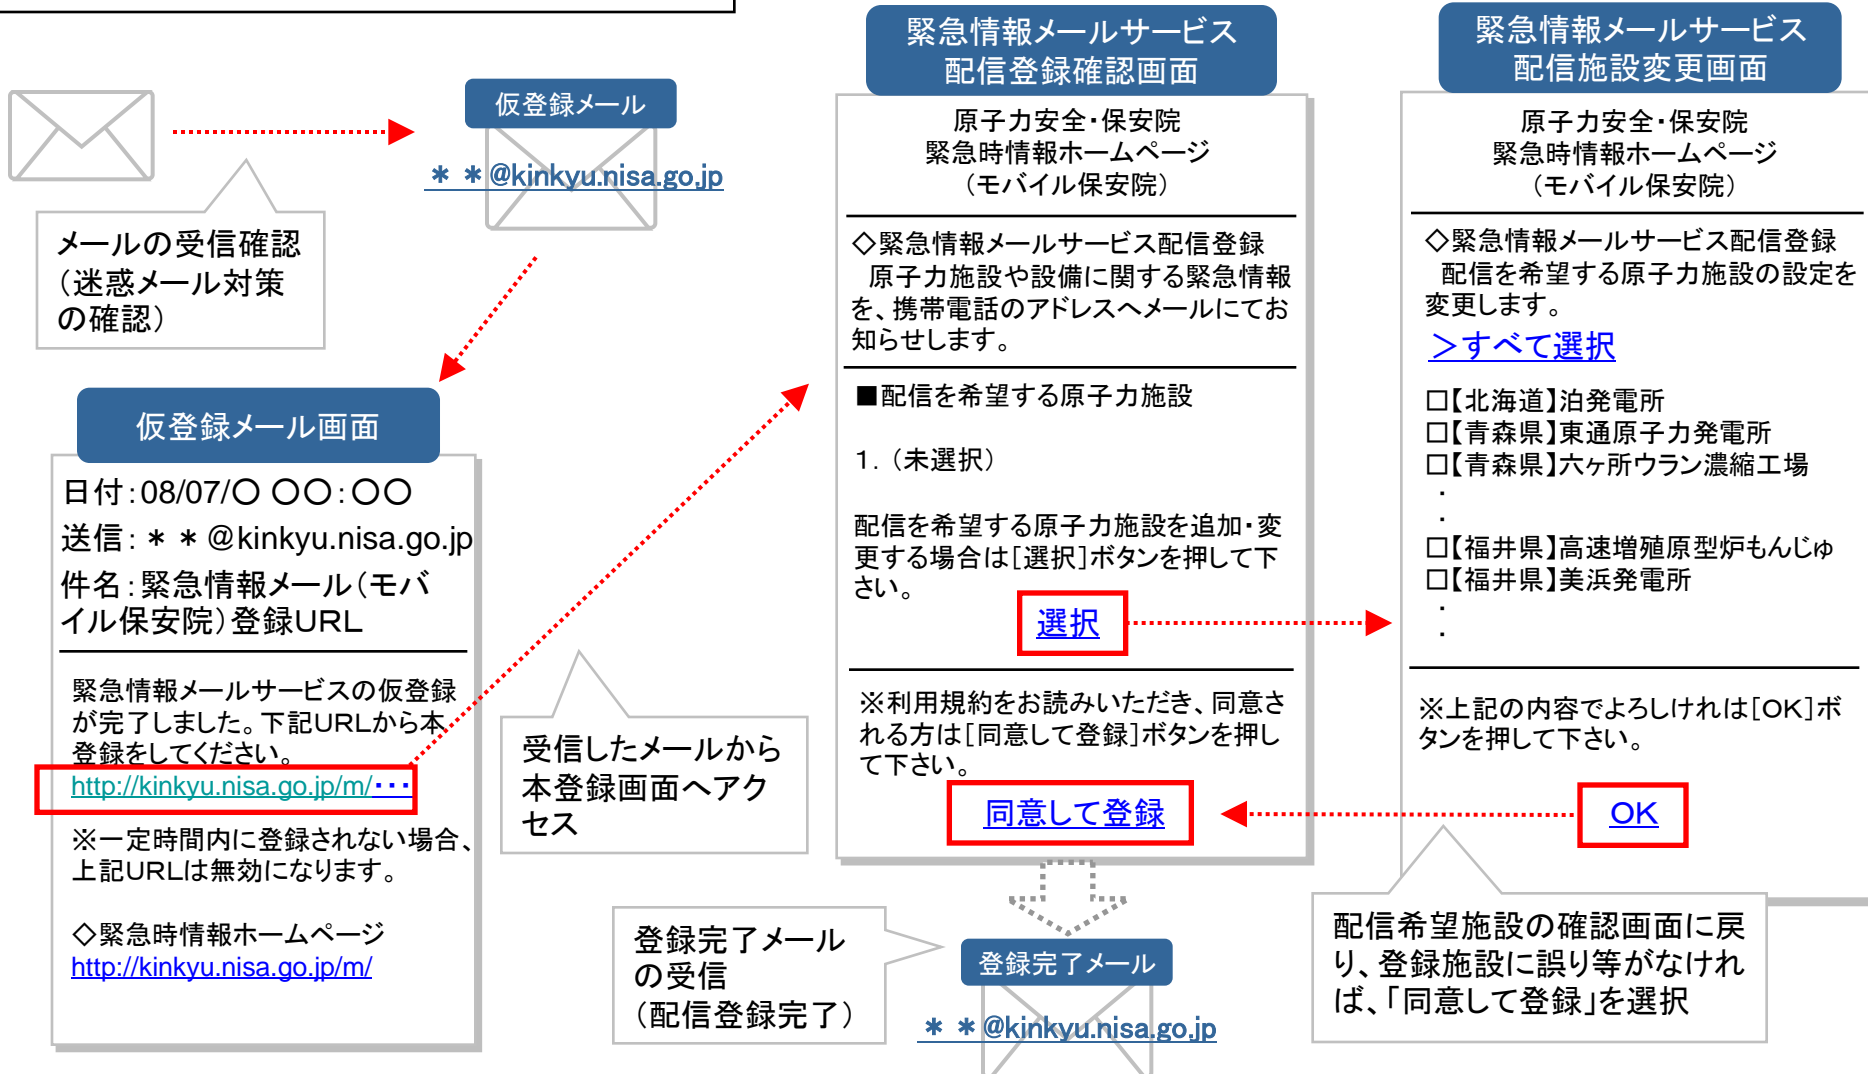 仮登録メール
＊＊@kinkyu.nisa.go.jp
メールの受信確認
（迷惑メール対策
の確認）
仮登録メール画面
日付：08/07/〇 〇〇：〇〇
送信：＊＊@kinkyu.nisa.go.jp
件名：緊急情報メール（モバ
イル保安院）登録URL
緊急情報メールサービスの仮登録
が完了しました。下記URLから本
登録をしてください。
http://kinkyu.nisa.go.jp/m/・・・
※一定時間内に登録されない場合、
上記URLは無効になります。
◇緊急時情報ホームページ
http://kinkyu.nisa.go.jp/m/
受信したメールから
本登録画面へアク
セス
緊急情報メールサービス
配信登録確認画面
原子力安全・保安院
緊急時情報ホームページ
（モバイル保安院）
◇緊急情報メールサービス配信登録
原子力施設や設備に関する緊急情報
を、携帯電話のアドレスへメールにてお
知らせします。
■配信を希望する原子力施設
1．（未選択）
配信を希望する原子力施設を追加・変
更する場合は［選択］ボタンを押して下
さい。
選択
※利用規約をお読みいただき、同意さ
れる方は［同意して登録］ボタンを押し
て下さい。
同意して登録
登録完了メール
の受信
（配信登録完了）
登録完了メール
＊＊@kinkyu.nisa.go.jp
緊急情報メールサービス
配信施設変更画面
原子力安全・保安院
緊急時情報ホームページ
（モバイル保安院）
◇緊急情報メールサービス配信登録
配信を希望する原子力施設の設定を
変更します。
＞すべて選択
□【北海道】泊発電所
□【青森県】東通原子力発電所
□【青森県】六ヶ所ウラン濃縮工場
・
・
□【福井県】高速増殖原型炉もんじゅ
□【福井県】美浜発電所
・
・
※上記の内容でよろしけれは［OK］ボ
タンを押して下さい。
OK
配信希望施設の確認画面に戻
り、登録施設に誤り等がなけれ
ば、「同意して登録」を選択